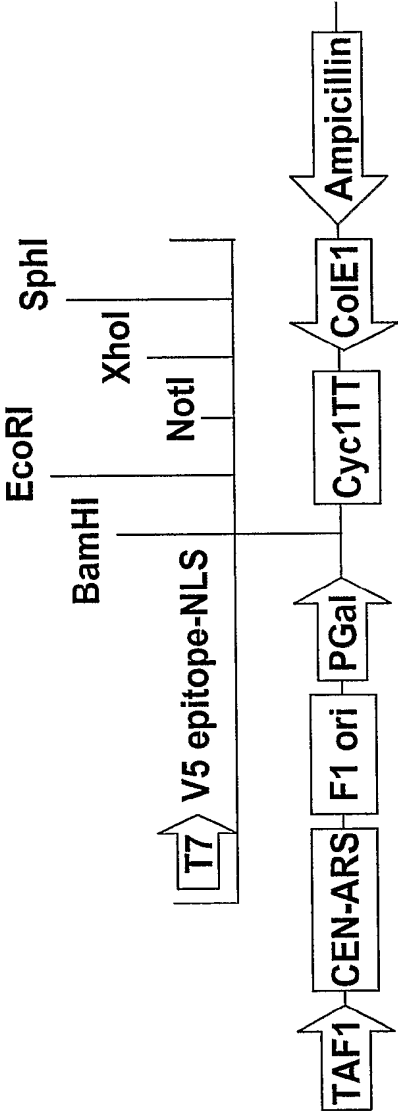 SphI
EcoRI
XhoI
BamHI
NotI
T7
V5 epitope-NLS
TAF1
CEN-ARS
F1 ori
PGal
Cyc1TT
ColE1
Ampicillin